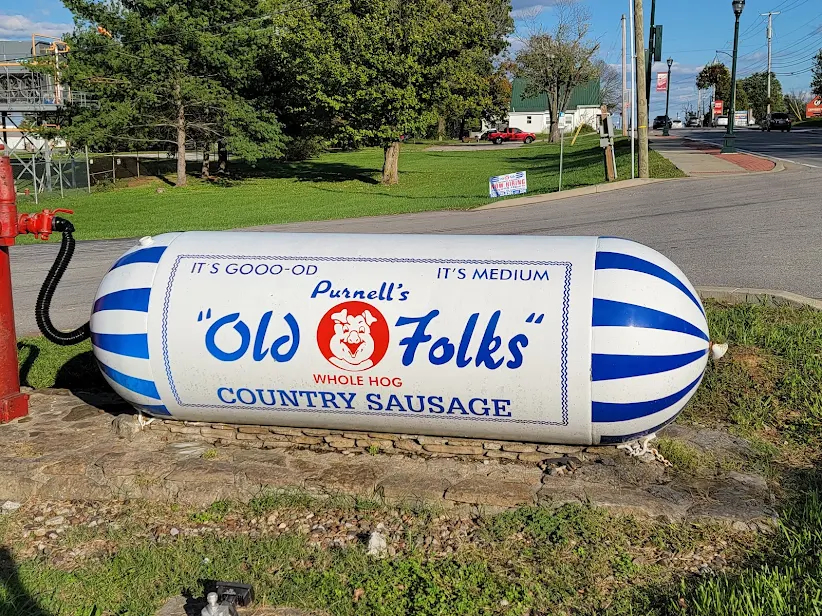 IT'S GOOO-OD
IT'S MEDIUM
Purnell's
"Old Folks"
WHOLE HOG
COUNTRY SAUSAGE
NOW HIRING